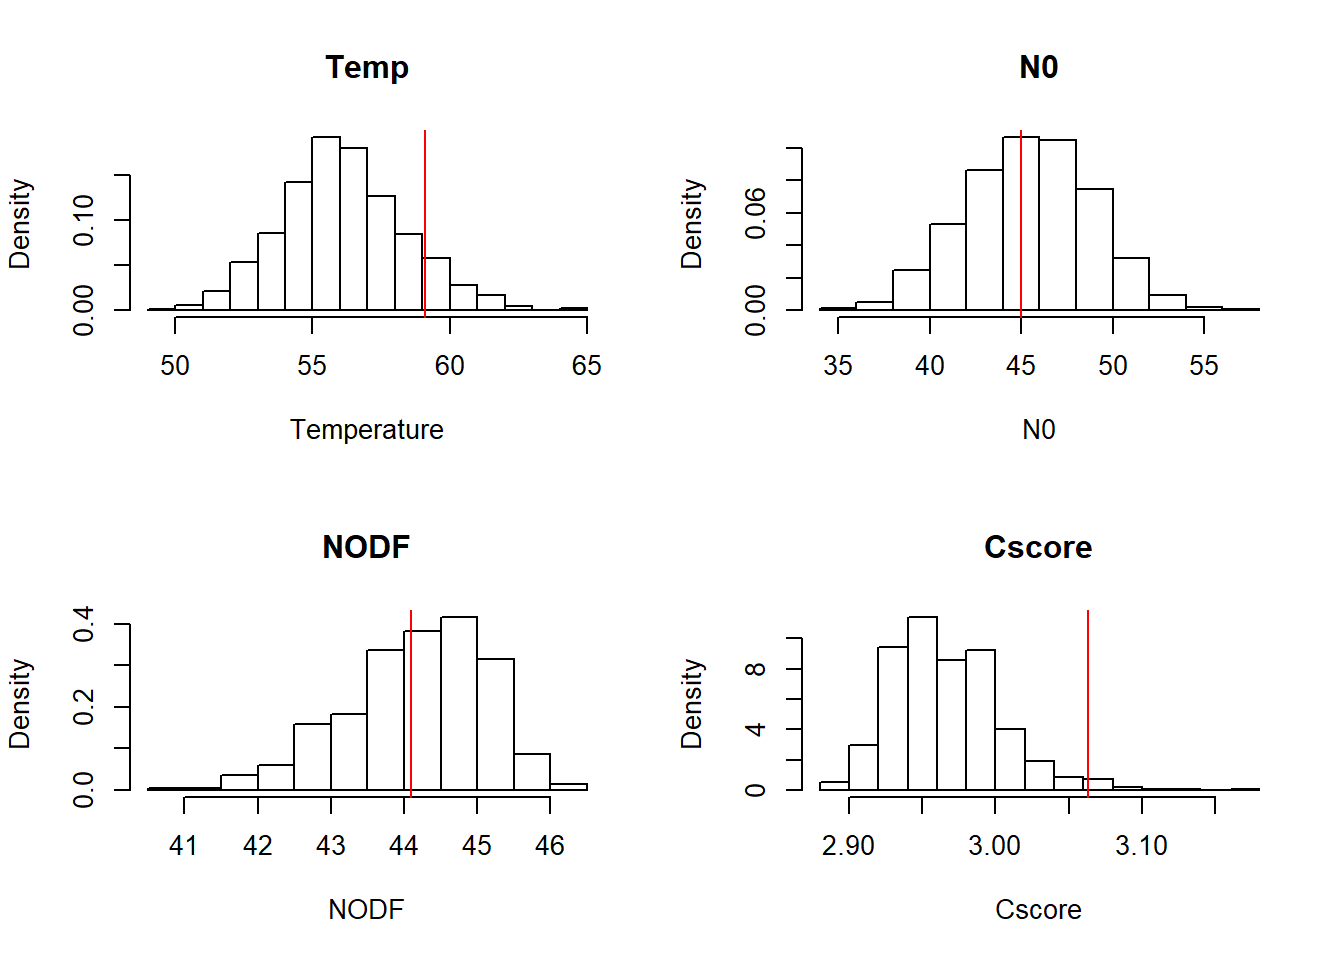 Temp
Density
0.00 0.10
50 55 60 65
Temperature
N0
Density
0.00 0.06
35 40 45 50 55
N0
NODF
Density
0.0 0.2 0.4
41 42 43 44 45 46
NODF
Cscore
Density
0 4 8
2.90 3.00 3.10
Cscore